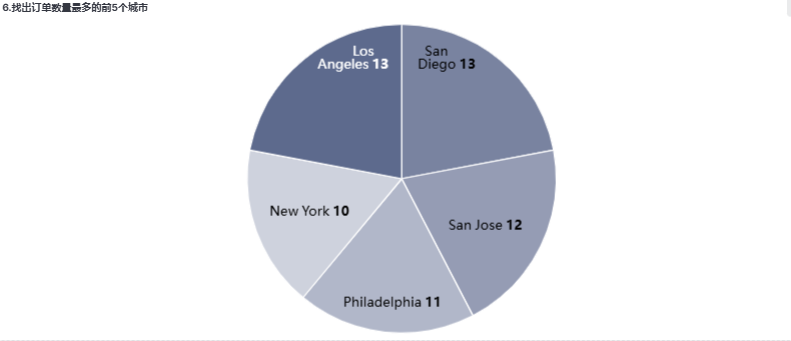 6.找出订单数量最多的前5个城市
Los
Angeles 13
San
Diego 13
New York 10
San Jose 12
Philadelphia 11